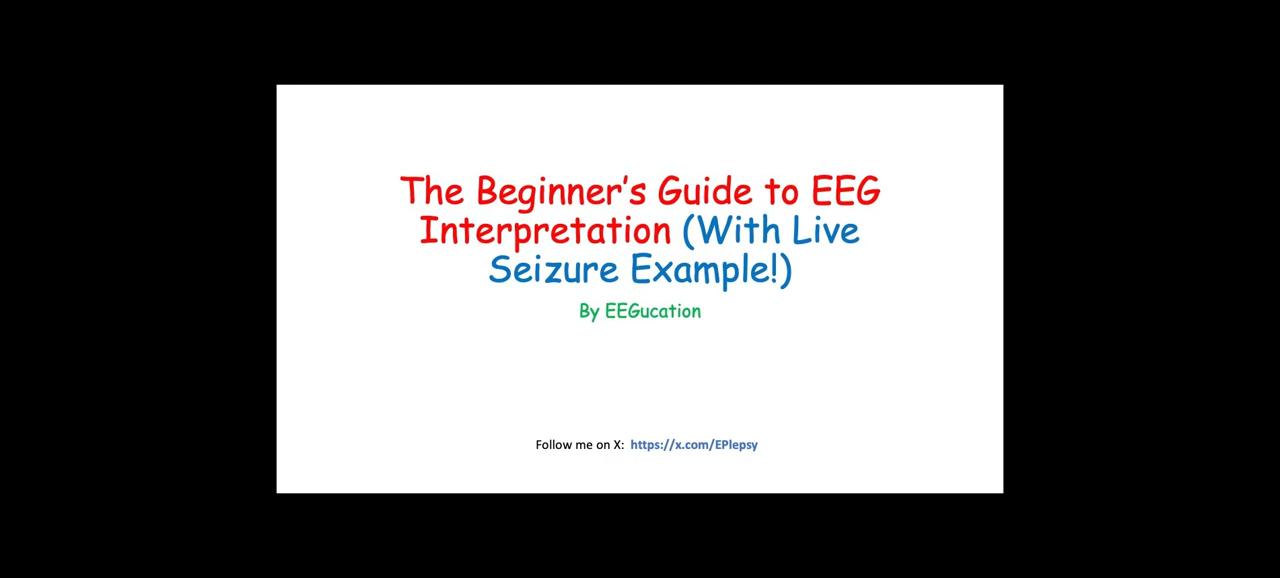 The Beginner’s Guide to EEG
Interpretation (With Live
Seizure Example!)
By EEGucation
Follow me on X: https://x.com/EPlepsy